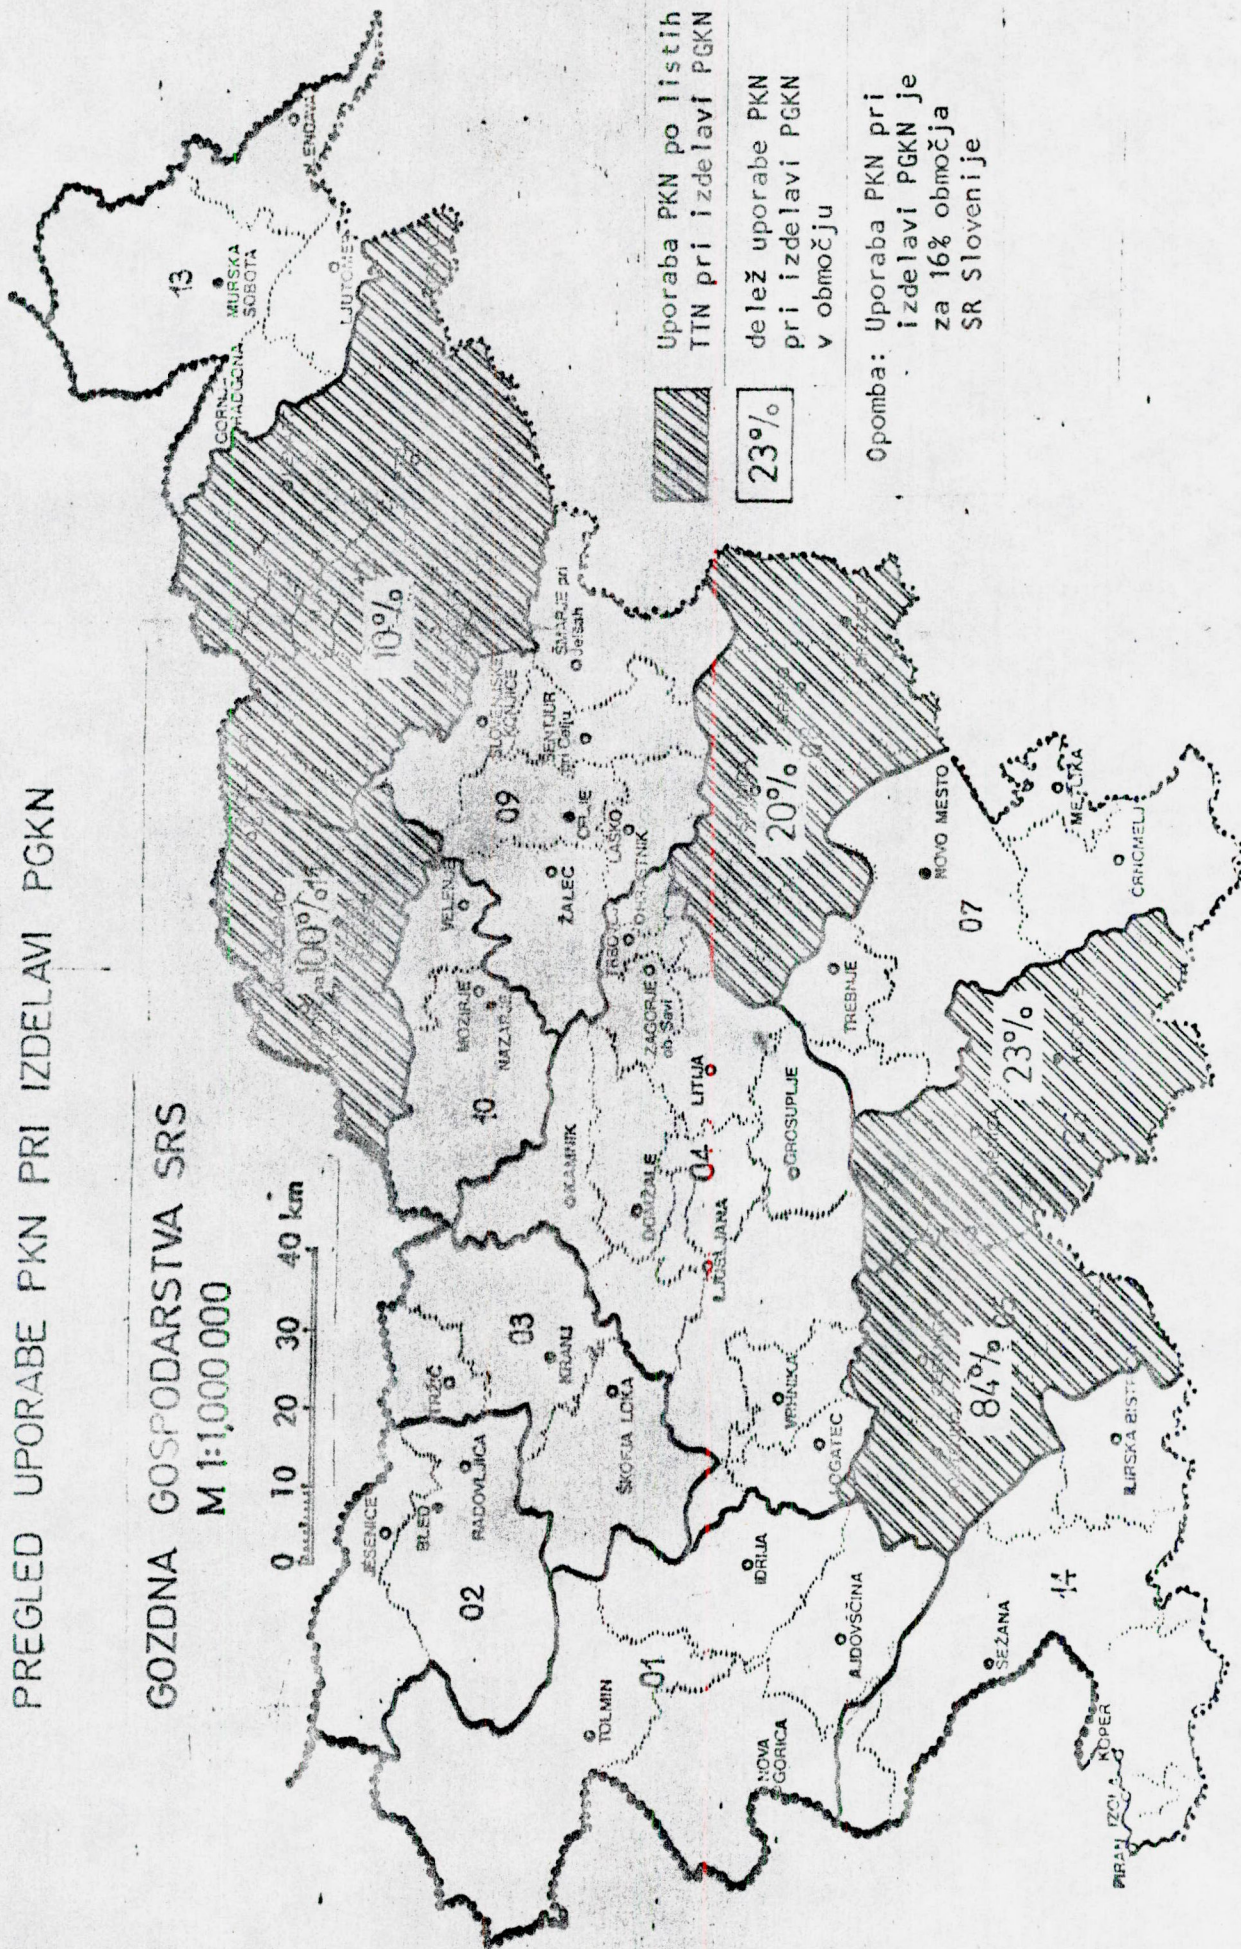 PREGLED UPORABE PKN PRI IZDELAVI PGKN
GOZDNA GOSPODARSTVA SRS
M 1:1,000 000
0 10 20 30 40 km
JESENICE
BLED
RADOVLJICA
02
TRŽIČ
03
KRANJ
ŠKOFJA LOKA
TOLMIN
01
NOVA
GORICA
IDRIJA
AJDOVŠČINA
SEŽANA
KOPER
IZOLA
PIRAN
14
VRHNIKA
LOGATEC
84%
05
23%
KAMNIK
DOMŽALE
04
LJUBLJANA
LITIJA
GROSUPLJE
ZAGORJE
ob Savi
HRASTNIK
10
MOZIRJE
NAZARJE
VELENJE
100%
10%
09
ŽALEC
CELJE
LAŠKO
SLOVENSKE
KONJICE
ŠENTJUR
pri Celju
ŠMARJE pri
Jelšah
20%
TREBNJE
NOVO MESTO
07
METLIKA
ČRNOMELJ
13
MURSKA
SOBOTA
GORNJA
RADGONA
LJUTOMER
LENDAVA
Uporaba PKN po listih
TTN pri izdelavi PGKN
23%
delež uporabe PKN
pri izdelavi PGKN
v območju
Opomba: Uporaba PKN pri
izdelavi PGKN je
za 16% območja
SR Slovenije